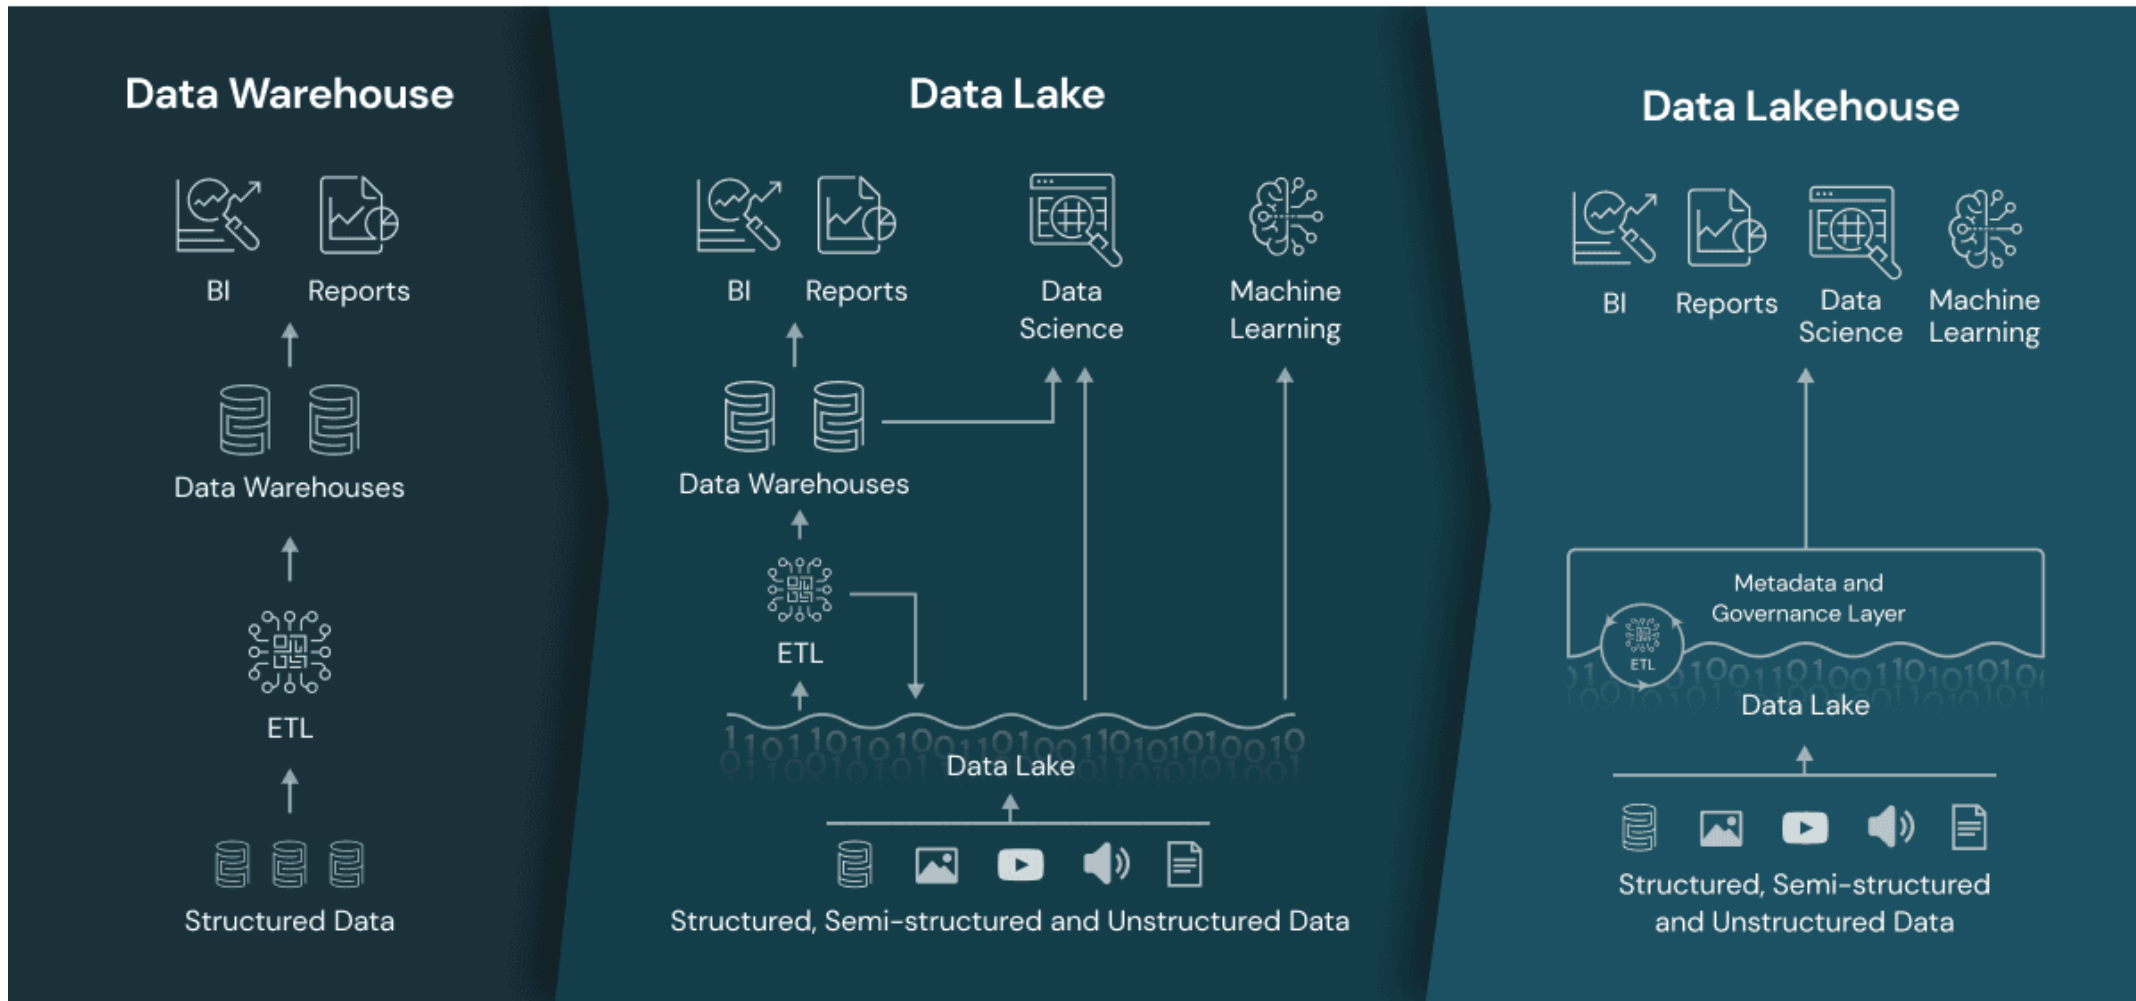 Data Warehouse
BI
Reports
Data Warehouses
ETL
Structured Data
Data Lake
BI
Reports
Data
Science
Machine
Learning
Data Warehouses
ETL
Data Lake
Structured, Semi-structured and Unstructured Data
Data Lakehouse
BI
Reports
Data
Science
Machine
Learning
Metadata and
Governance Layer
ETL
Data Lake
Structured, Semi-structured
and Unstructured Data